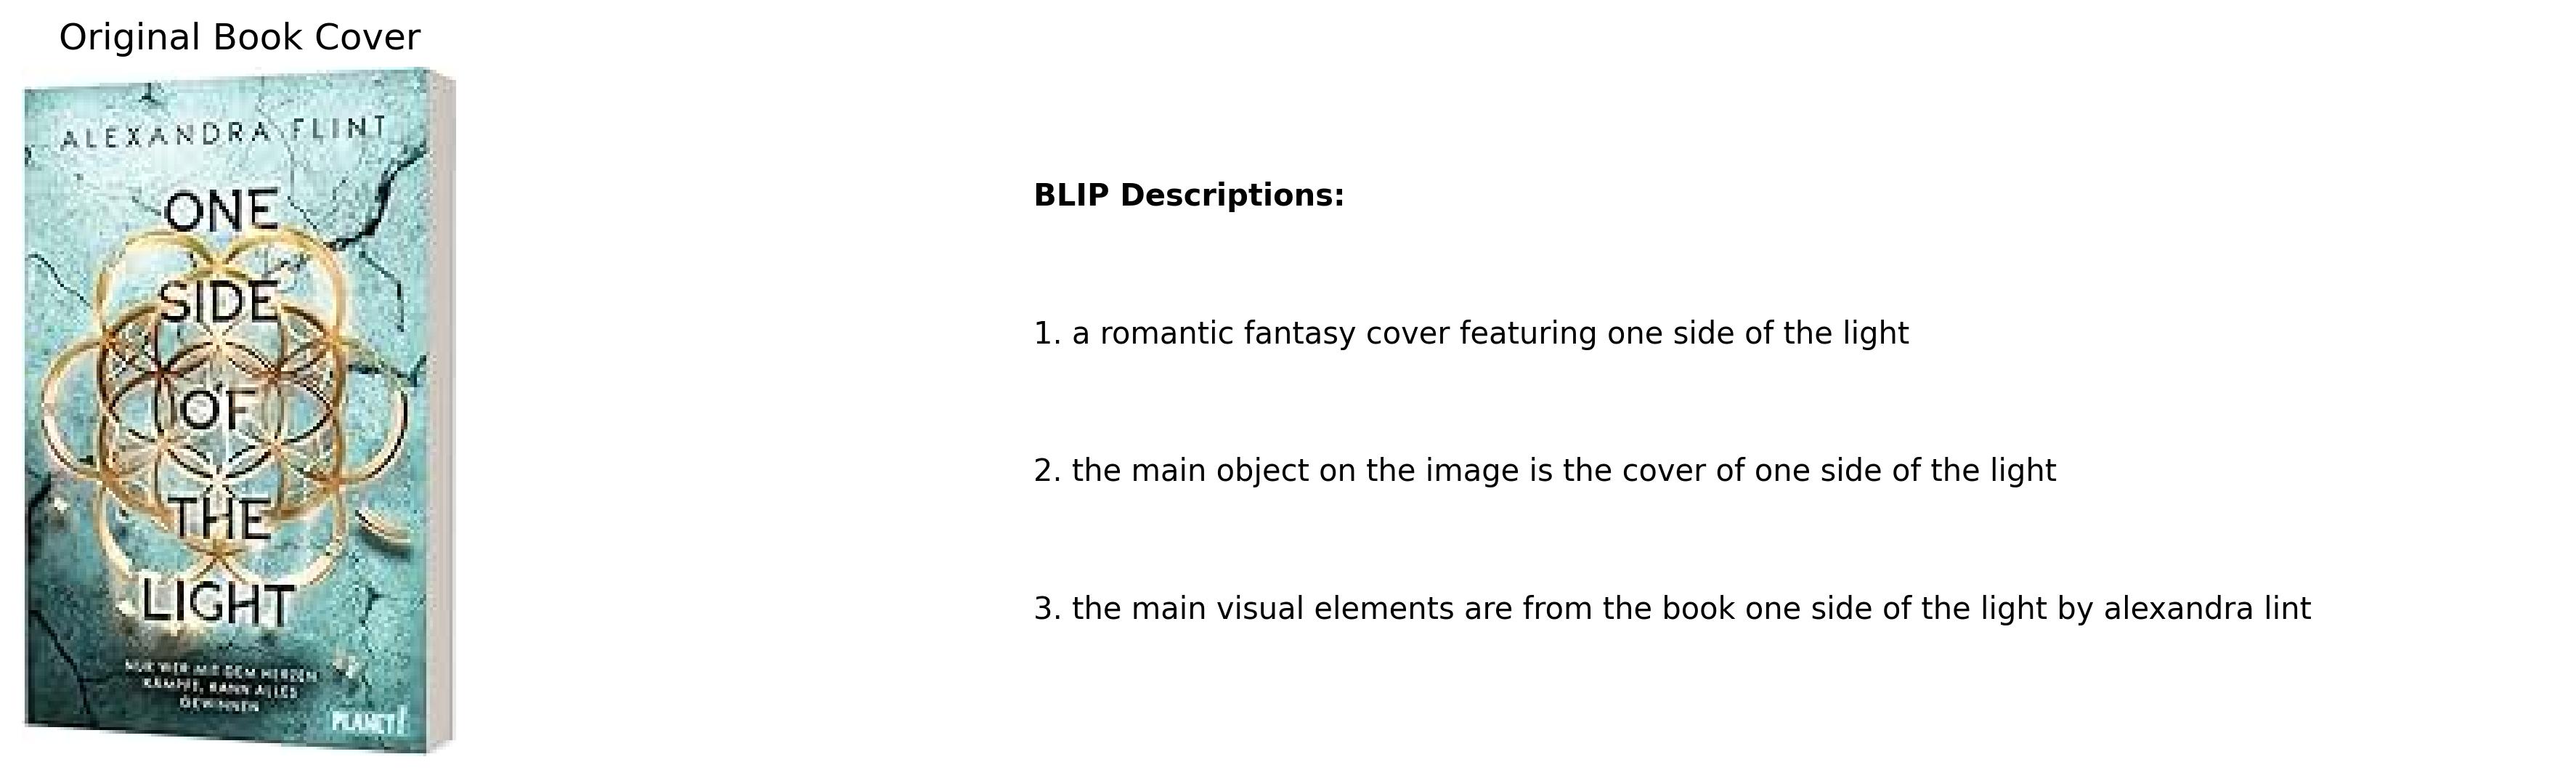 Original Book Cover
ALEXANDRA FLINT
ONE
SIDE
OF
THE
LIGHT
NUR WER MIT DEM HERZEN
KÄMPFT, KANN ALLES
GEWINNEN
PLANET!
BLIP Descriptions:
1. a romantic fantasy cover featuring one side of the light
2. the main object on the image is the cover of one side of the light
3. the main visual elements are from the book one side of the light by alexandra lint